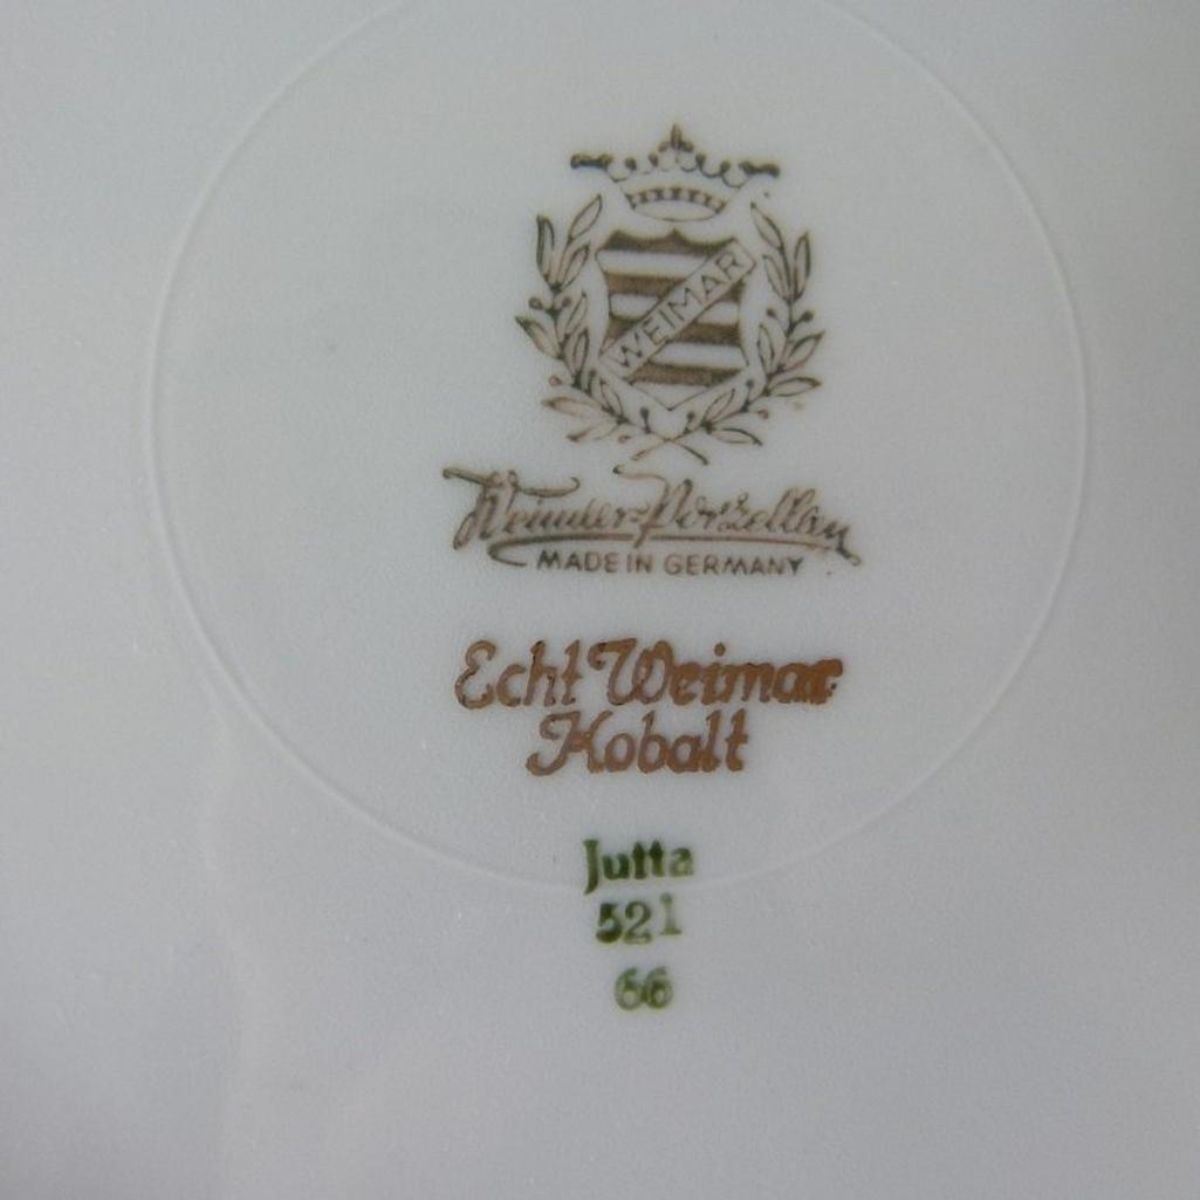 WEIMAR
Weimar-Porzellan
MADE IN GERMANY
Echt Weimar
Kobalt
Jutta
521
66